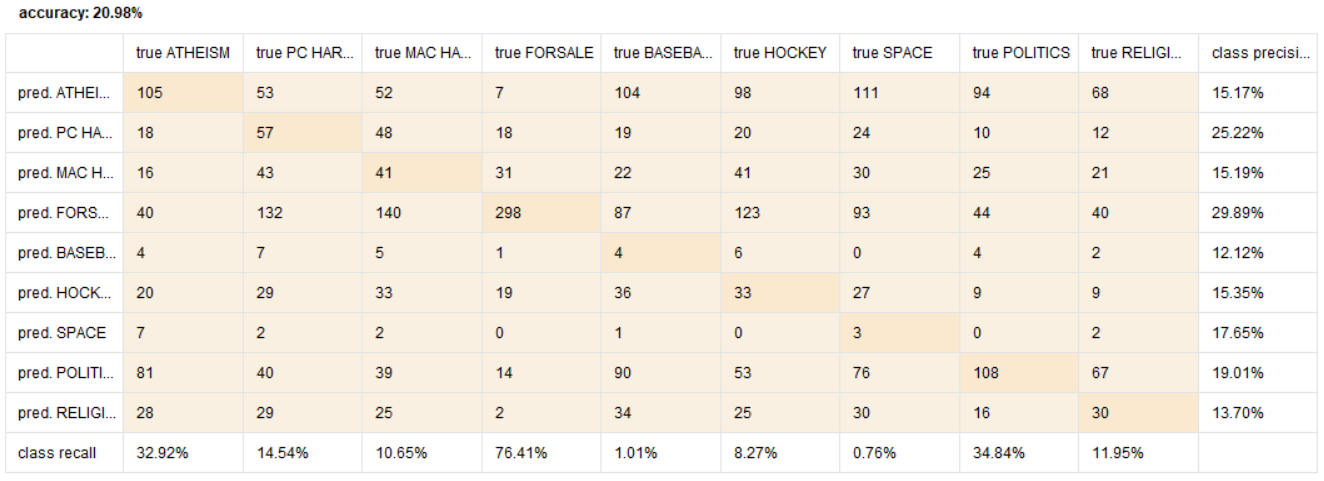 accuracy: 20.98%
true ATHEISM true PC HAR... true MAC HA... true FORSALE true BASEBA... true HOCKEY true SPACE true POLITICS true RELIGI... class precisi...
pred. ATHEI... 105 53 52 7 104 98 111 94 68 15.17%
pred. PC HA... 18 57 48 18 19 20 24 10 12 25.22%
pred. MAC H... 16 43 41 31 22 41 30 25 21 15.19%
pred. FORS... 40 132 140 298 87 123 93 44 40 29.89%
pred. BASEB... 4 7 5 1 4 6 0 4 2 12.12%
pred. HOCK... 20 29 33 19 36 33 27 9 9 15.35%
pred. SPACE 7 2 2 0 1 0 3 0 2 17.65%
pred. POLITI... 81 40 39 14 90 53 76 108 67 19.01%
pred. RELIGI... 28 29 25 2 34 25 30 16 30 13.70%
class recall 32.92% 14.54% 10.65% 76.41% 1.01% 8.27% 0.76% 34.84% 11.95%